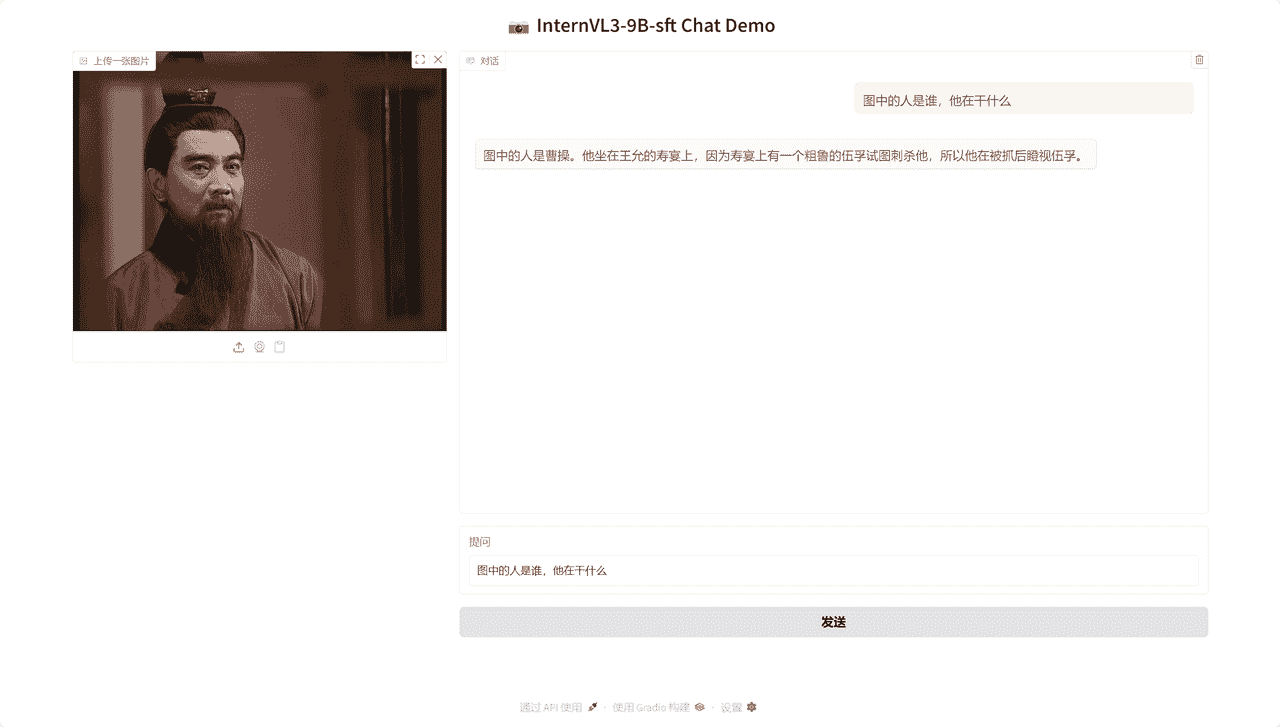 InternVL3-9B-sft Chat Demo
上传一张图片
对话
图中的人是谁，他在干什么
图中的人是曹操。他坐在王允的寿宴上，因为寿宴上有一个粗鲁的伍孚试图刺杀他，所以他在被抓后瞪视伍孚。
提问
图中的人是谁，他在干什么
发送
通过 API 使用 · 使用 Gradio 构建 · 设置